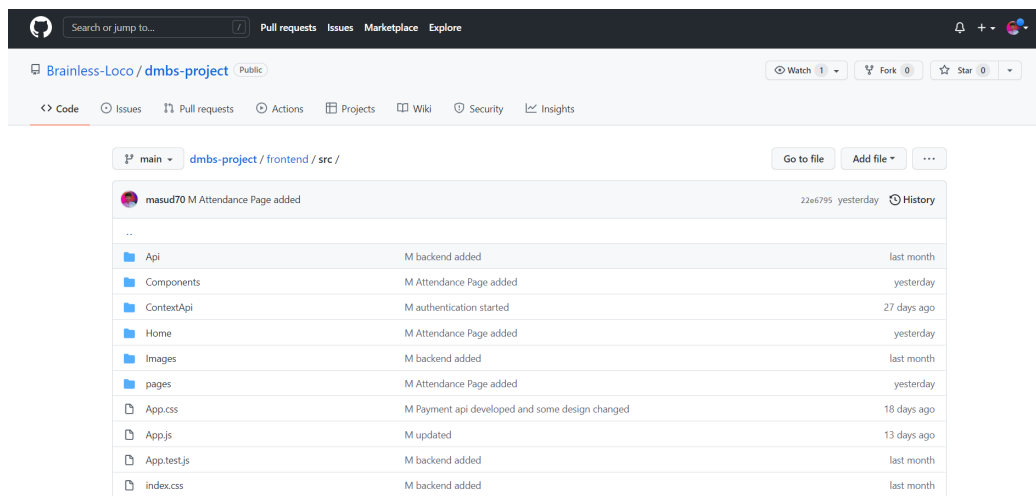 Search or jump to... /
Pull requests Issues Marketplace Explore
Brainless-Loco / dmbs-project Public
Watch 1 Fork 0 Star 0
Code Issues Pull requests Actions Projects Wiki Security Insights
main dmbs-project / frontend / src / Go to file Add file ...
masud70 M Attendance Page added 22e6795 yesterday History
..
Api M backend added last month
Components M Attendance Page added yesterday
ContextApi M authentication started 27 days ago
Home M Attendance Page added yesterday
Images M backend added last month
pages M Attendance Page added yesterday
App.css M Payment api developed and some design changed 18 days ago
App.js M updated 13 days ago
App.test.js M backend added last month
index.css M backend added last month